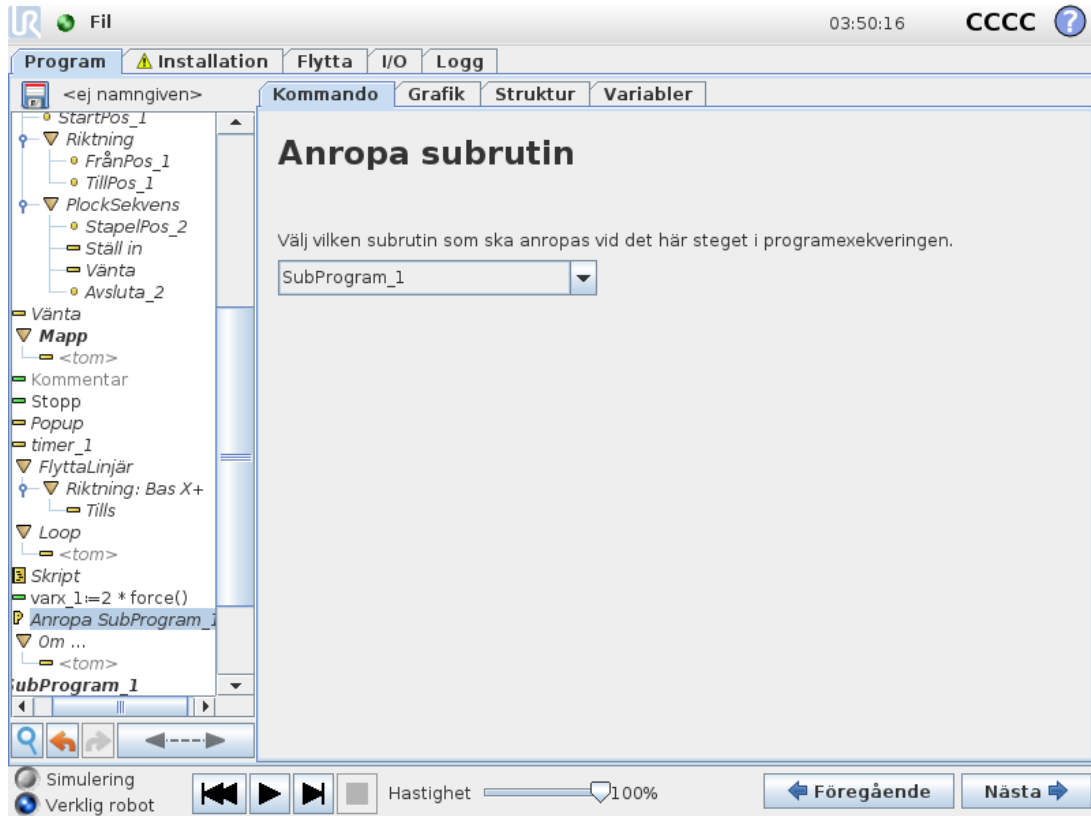 Fil
03:50:16
CCCC
?
Program
Installation
Flytta
I/O
Logg
<ej namngiven>
Kommando
Grafik
Struktur
Variabler
StartPos_1
Riktning
FrånPos_1
TillPos_1
PlockSekvens
StapelPos_2
Ställ in
Vänta
Avsluta_2
Vänta
Mapp
<tom>
Kommentar
Stopp
Popup
timer_1
FlyttaLinjär
Riktning: Bas X+
Tills
Loop
<tom>
Skript
varx_1:=2 * force()
Anropa SubProgram_1
Om ...
<tom>
SubProgram_1
Anropa subrutin
Välj vilken subrutin som ska anropas vid det här steget i programexekveringen.
SubProgram_1
Simulering
Verklig robot
Hastighet
100%
Föregående
Nästa